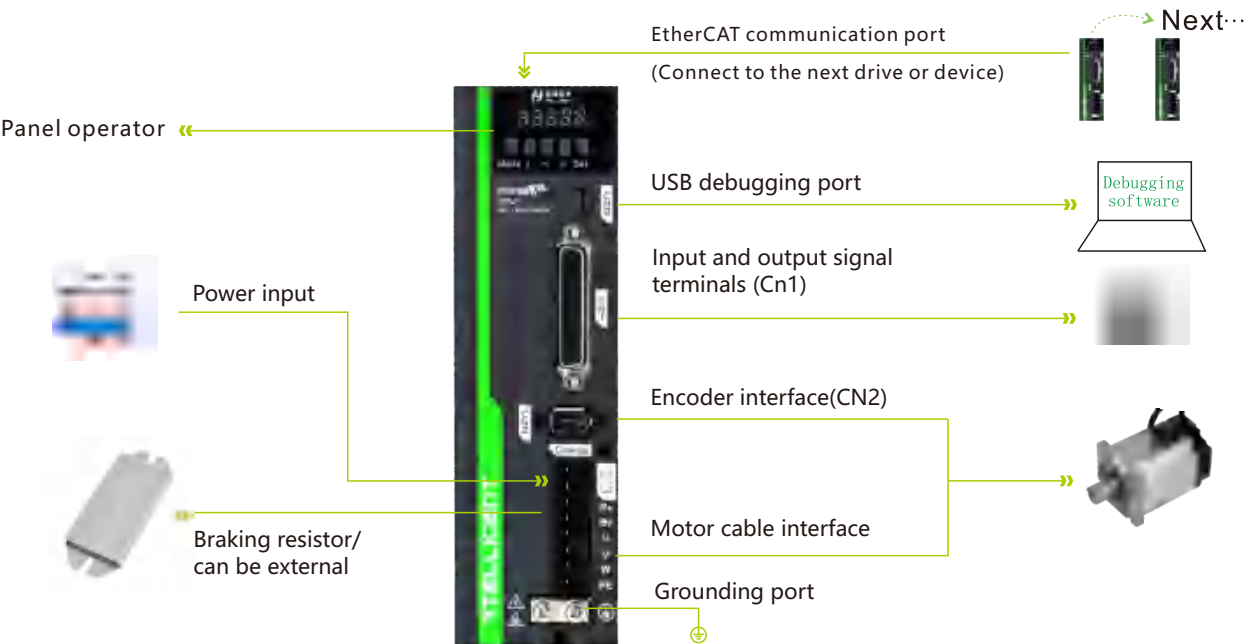 Next···
EtherCAT communication port
(Connect to the next drive or device)
Panel operator
USB debugging port
Debugging
software
Input and output signal
terminals (Cn1)
Power input
Encoder interface(CN2)
Braking resistor/
can be external
Motor cable interface
Grounding port
U
V
W
PE